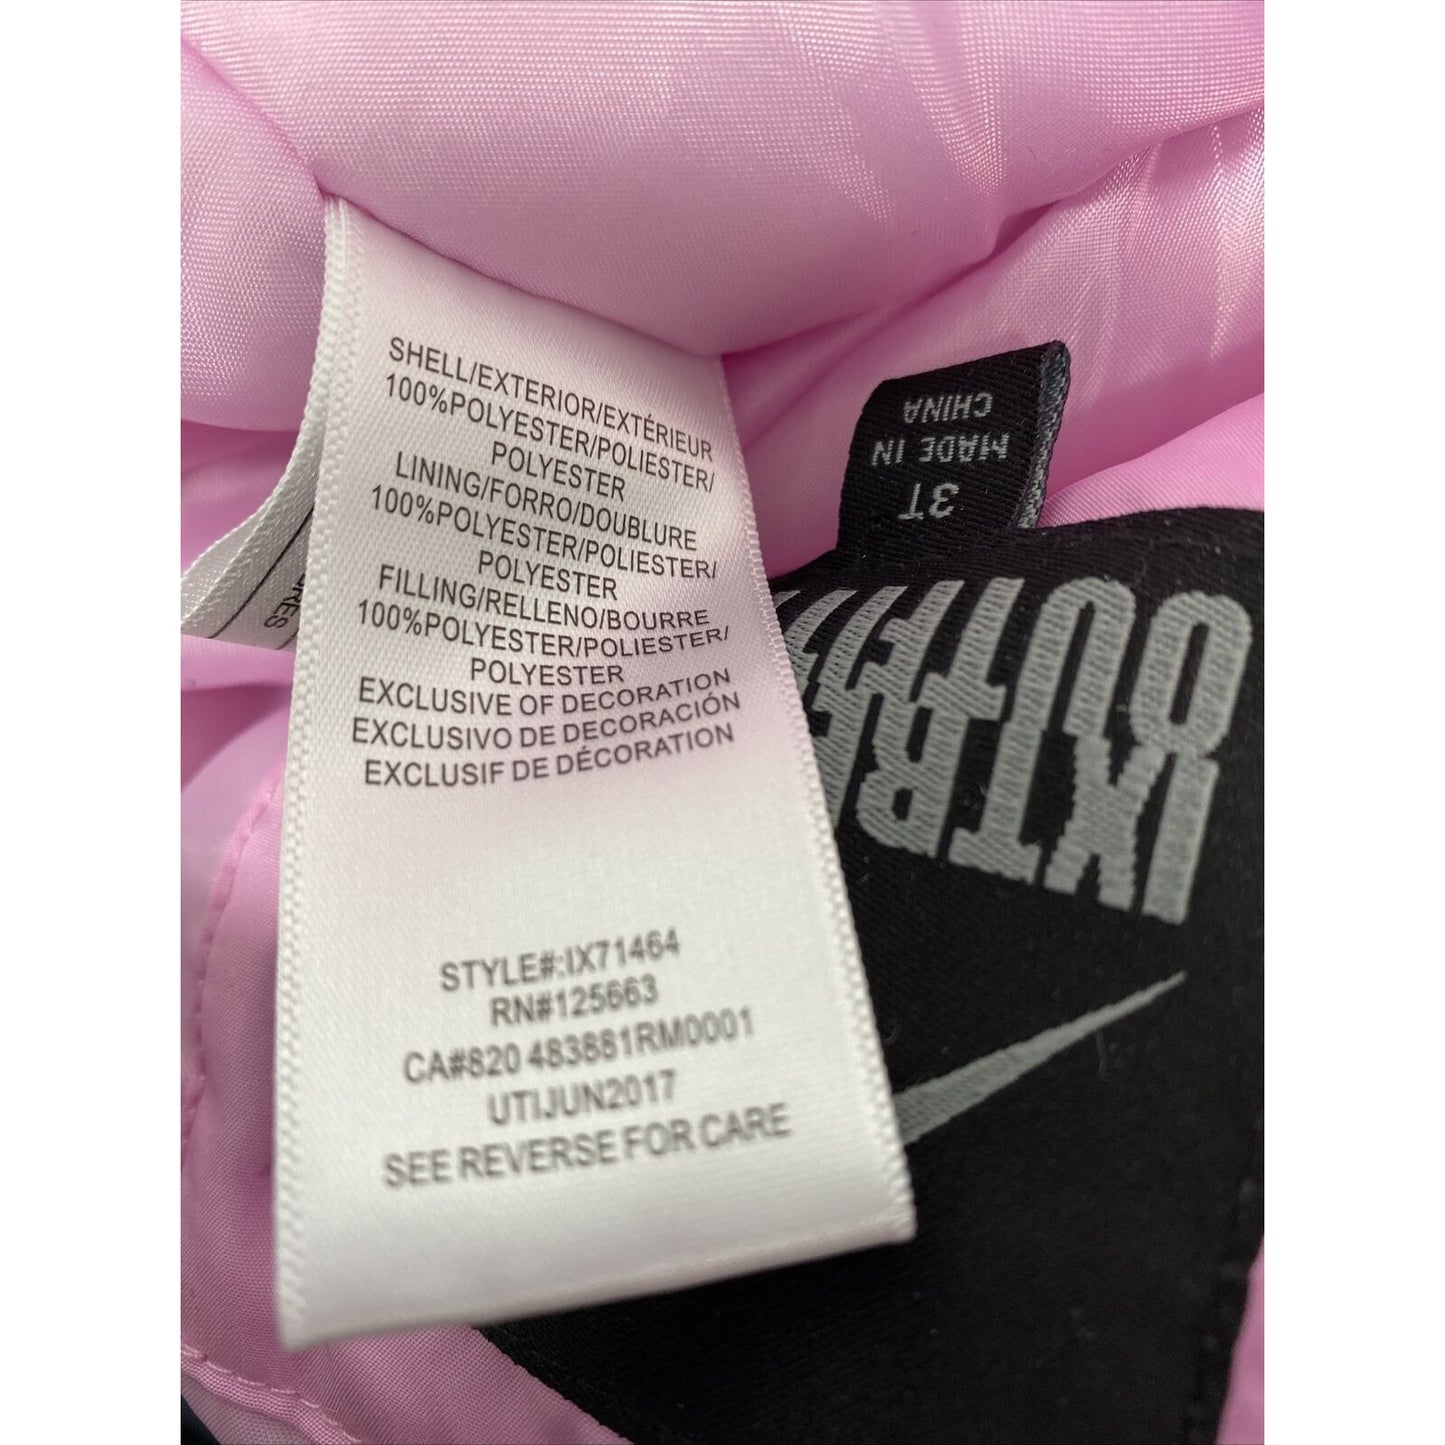 SHELL/EXTERIOR/EXTÉRIEUR
100%POLYESTER/POLIESTER/
POLYESTER
LINING/FORRO/DOUBLURE
100%POLYESTER/POLIESTER/
POLYESTER
FILLING/RELLENO/BOURRE
100%POLYESTER/POLIESTER/
POLYESTER
EXCLUSIVE OF DECORATION
EXCLUSIVO DE DECORACIÓN
EXCLUSIF DE DÉCORATION
STYLE#:IX71464
RN#125663
CA#820 483881RM0001
UTIJUN2017
SEE REVERSE FOR CARE
3T
MADE IN
CHINA
IXTR
OUTFI